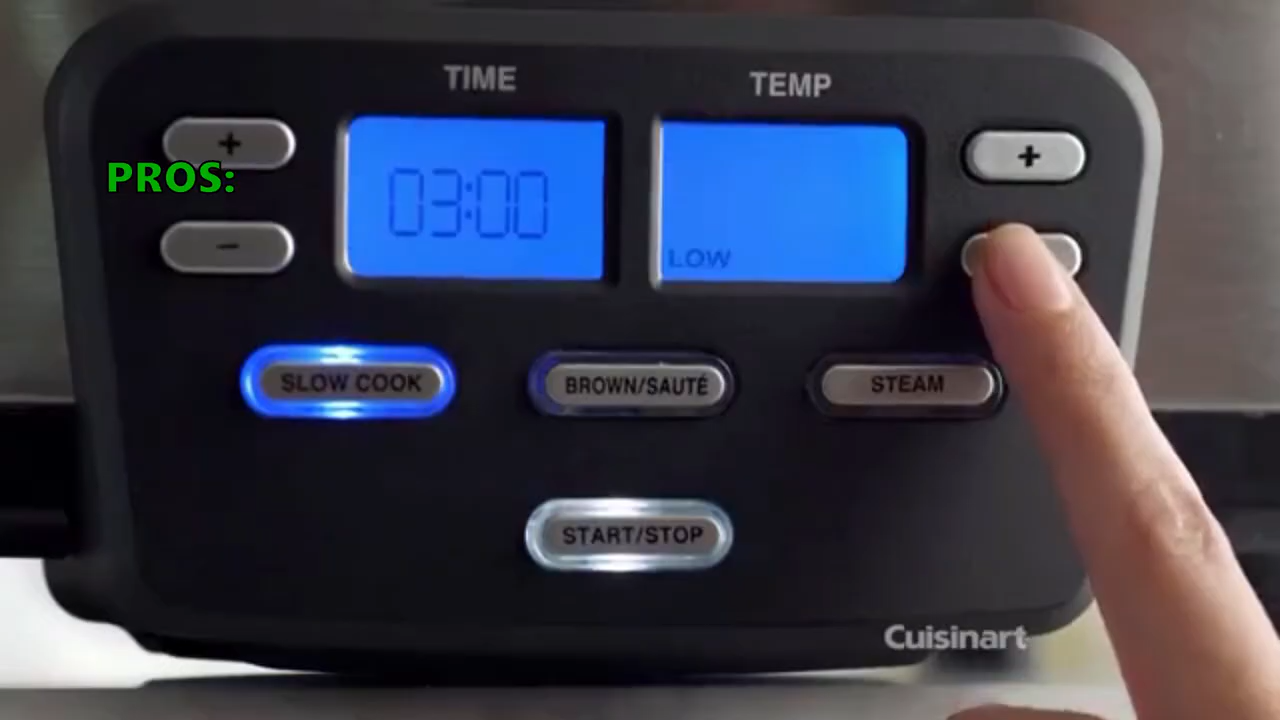 TIME
TEMP
+
+
PROS:
03:00
−
LOW
SLOW COOK
BROWN/SAUTÉ
STEAM
START/STOP
Cuisinart